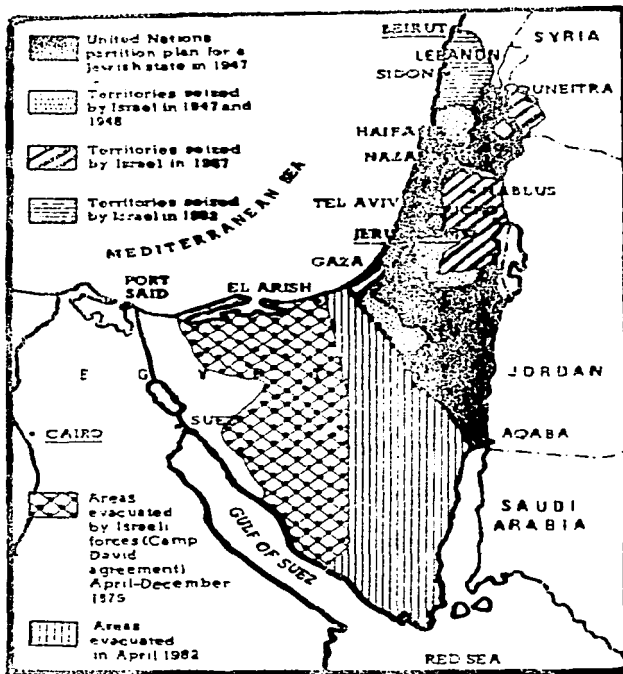 United Nations
partition plan for a
Jewish state in 1947
Territories seized
by Israel in 1947 and
1948
Territories seized
by Israel in 1967
Territories seized
by Israel in 1982
BEIRUT
LEBANON
SYRIA
SIDON
QUNEITRA
HAIFA
NAZA
NABLUS
TEL AVIV
JERU
GAZA
MEDITERRANEAN SEA
PORT
SAID
EL ARISH
E G Y
JORDAN
SUEZ
CAIRO
AQABA
GULF OF SUEZ
SAUDI
ARABIA
Areas
evacuated
by Israeli
forces (Camp
David
agreement)
April-December
Areas
evacuated
in April 1982
RED SEA